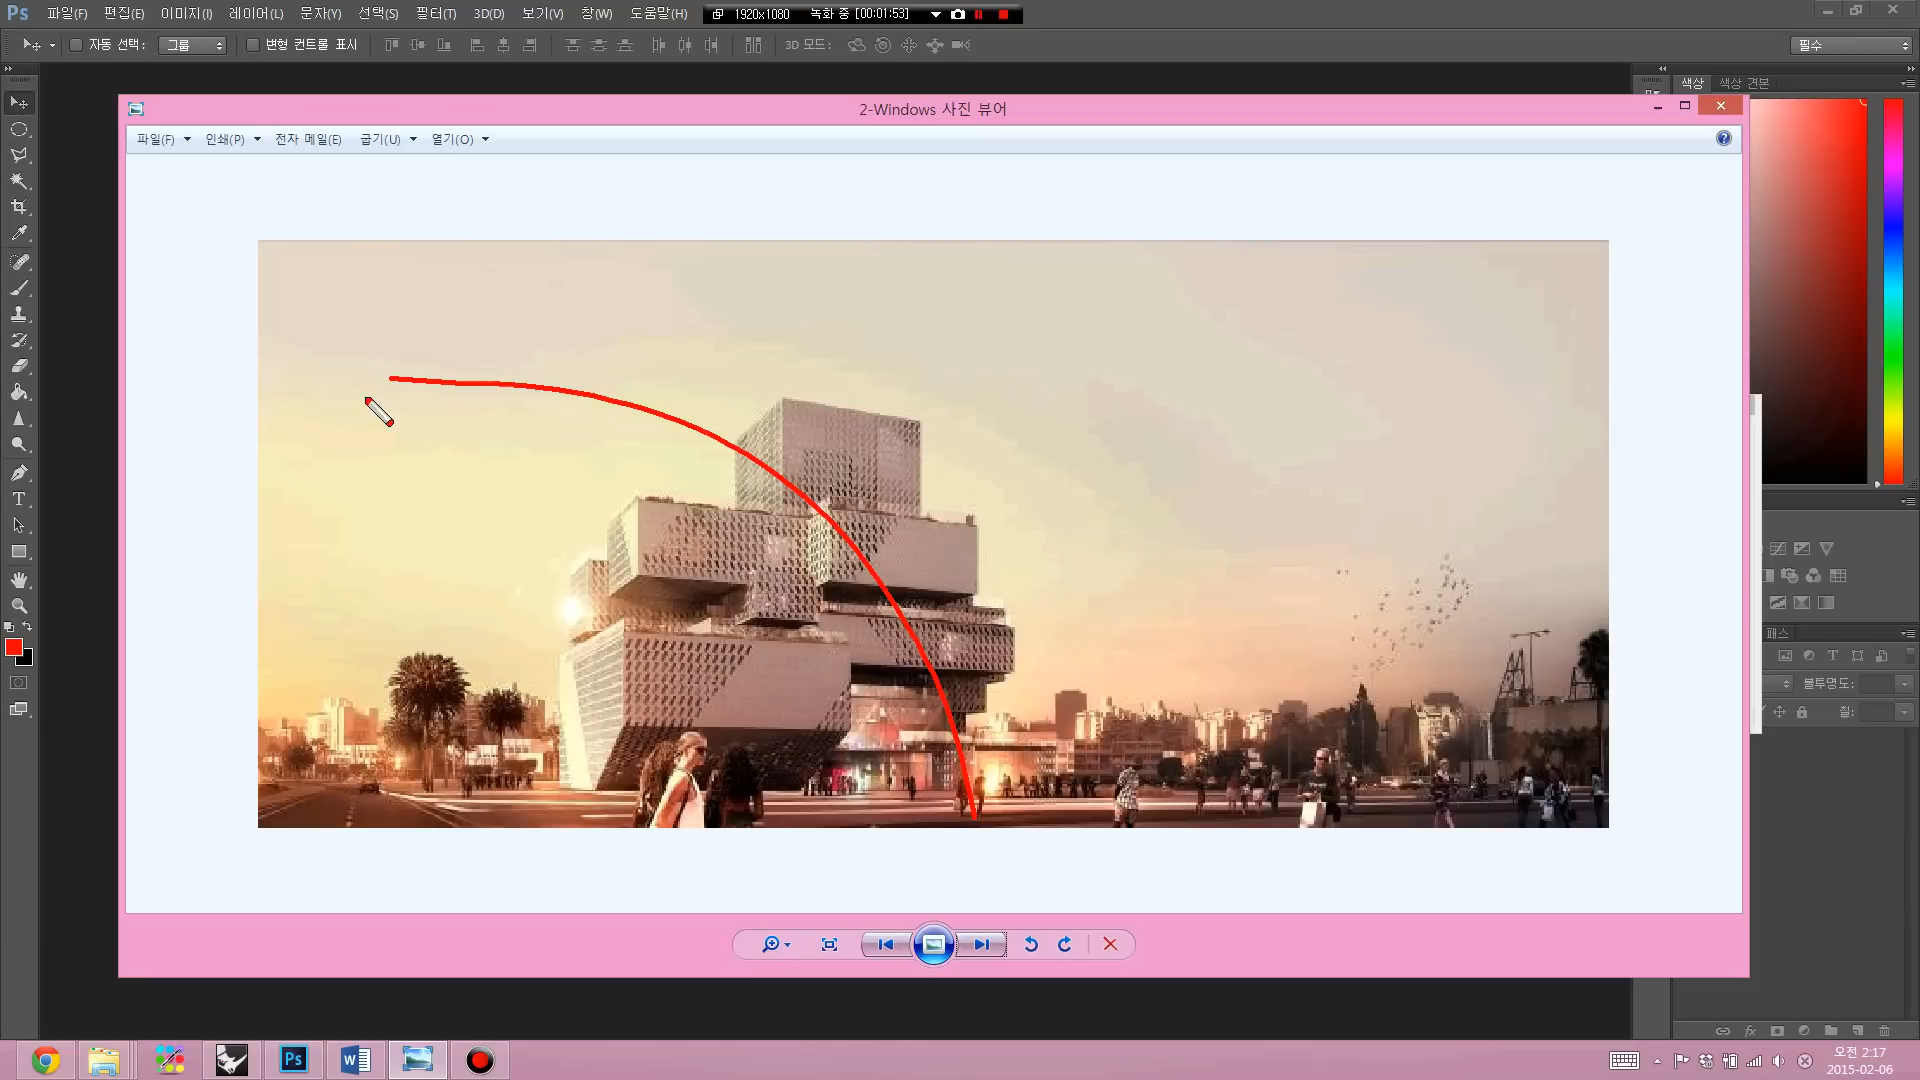 Ps 파일(F) 편집(E) 이미지(I) 레이어(L) 문자(Y) 선택(S) 필터(T) 3D(D) 보기(V) 창(W) 도움말(H) 1920x1080 녹화 중 [00:01:53]
자동 선택: 그룹 변형 컨트롤 표시 3D 모드: 필수
색상 색상 견본
2-Windows 사진 뷰어
파일(F) 인쇄(P) 전자 메일(E) 굽기(U) 열기(O)
패스
불투명도:
칠:
오전 2:17
2015-02-06